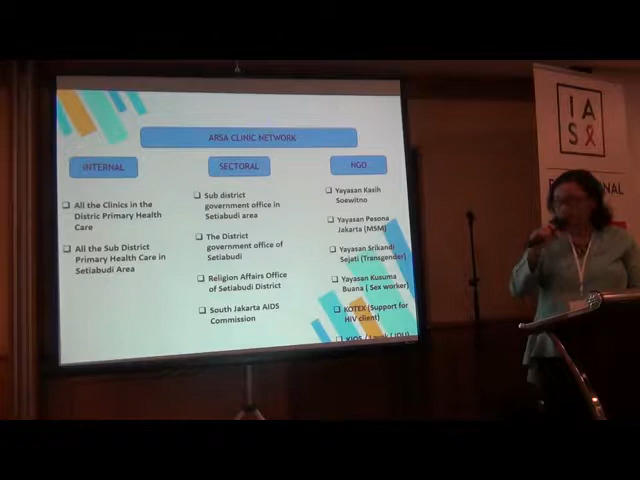 ARSA CLINIC NETWORK
INTERNAL
All the Clinics in the
Distric Primary Health
Care
All the Sub District
Primary Health Care in
Setiabudi Area
SECTORAL
Sub district
government office in
Setiabudi area
The District
government office of
Setiabudi
Religion Affairs Office
of Setiabudi District
South Jakarta AIDS
Commission
NGO
Yayasan Kasih
Soewitno
Yayasan Pesona
Jakarta (MSM)
Yayasan Srikandi
Sejati (Transgender)
Yayasan Kusuma
Buana ( Sex worker)
KOTEX (Support for
HIV client)
IAS